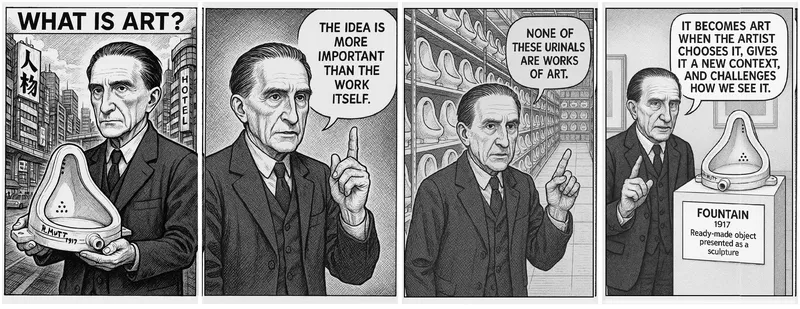 WHAT IS ART?
人物
HOTEL
R.MUTT
1917
THE IDEA IS
MORE
IMPORTANT
THAN THE
WORK
ITSELF.
NONE OF
THESE URINALS
ARE WORKS
OF ART.
IT BECOMES ART
WHEN THE ARTIST
CHOOSES IT, GIVES
IT A NEW CONTEXT,
AND CHALLENGES
HOW WE SEE IT.
FOUNTAIN
1917
Ready-made object
presented as a
sculpture